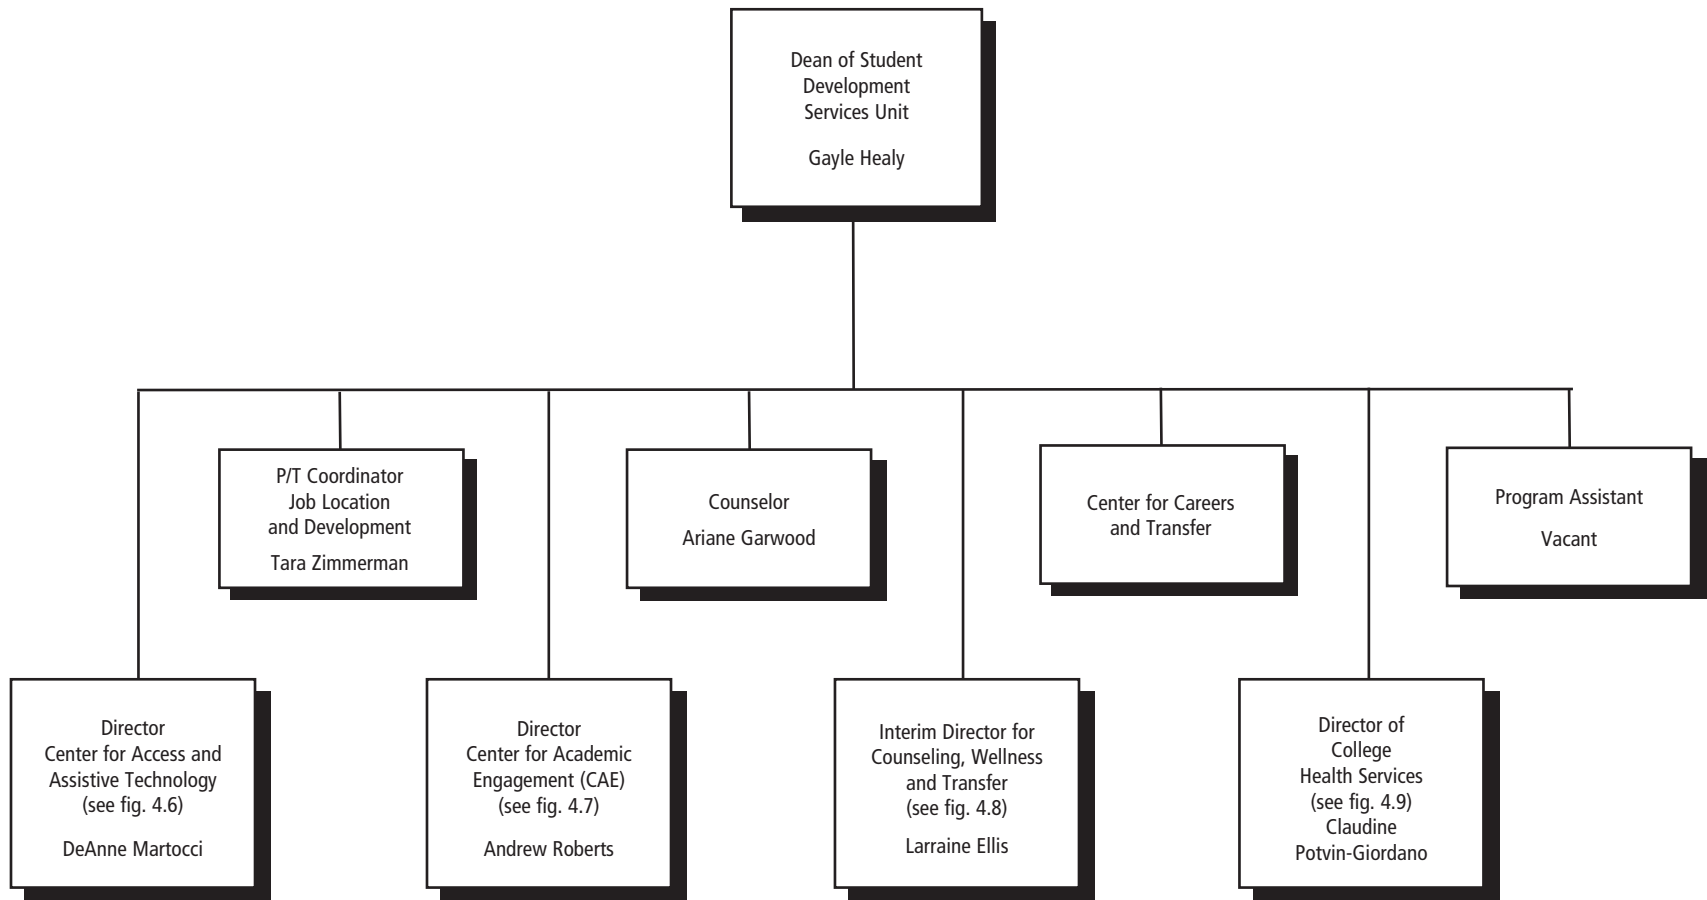 Dean of Student
Development
Services Unit
Gayle Healy
P/T Coordinator
Job Location
and Development
Tara Zimmerman
Counselor
Ariane Garwood
Center for Careers
and Transfer
Program Assistant
Vacant
Director
Center for Access and
Assistive Technology
(see fig. 4.6)
DeAnne Martocci
Director
Center for Academic
Engagement (CAE)
(see fig. 4.7)
Andrew Roberts
Interim Director for
Counseling, Wellness
and Transfer
(see fig. 4.8)
Larraine Ellis
Director of
College
Health Services
(see fig. 4.9)
Claudine
Potvin-Giordano